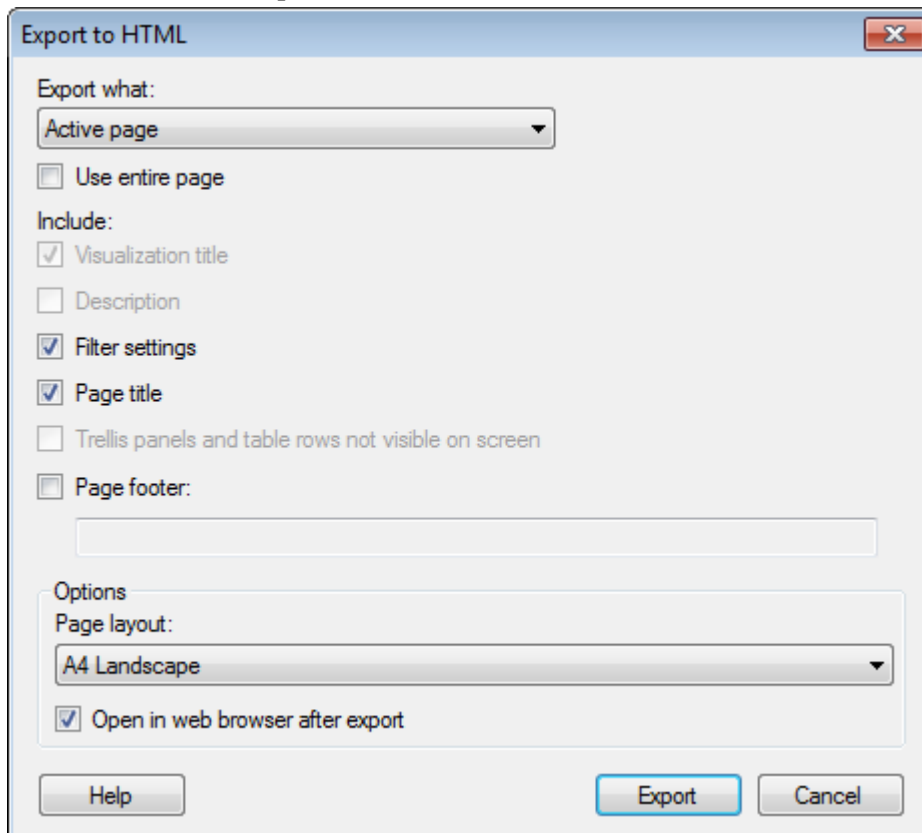 Export to HTML
Export what:
Active page
Use entire page
Include:
Visualization title
Description
Filter settings
Page title
Trellis panels and table rows not visible on screen
Page footer:
Options
Page layout:
A4 Landscape
Open in web browser after export
Help
Export
Cancel